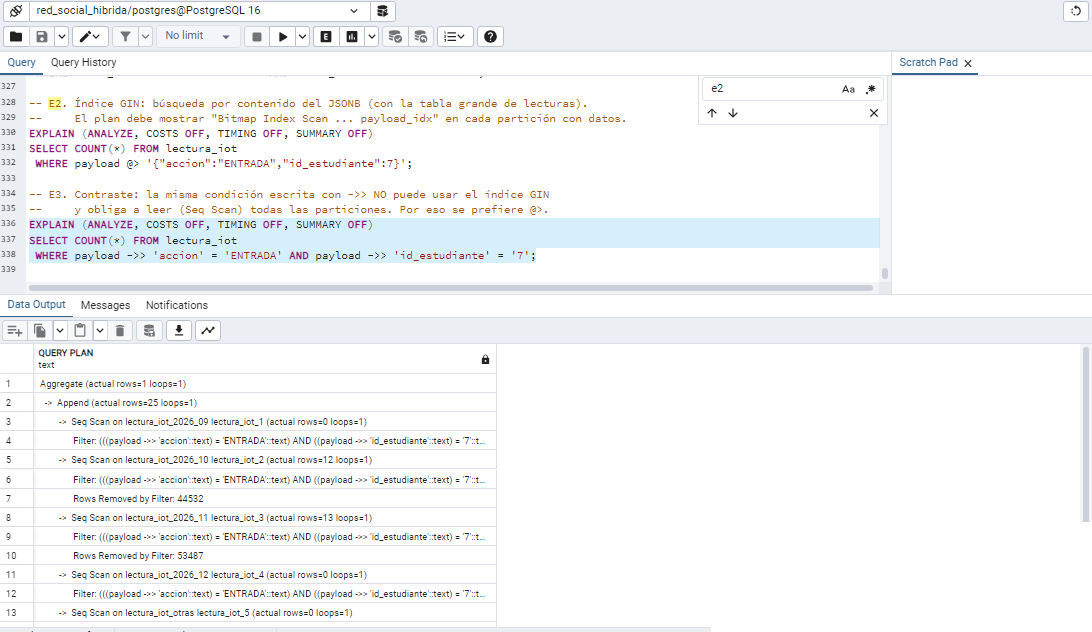 red_social_hibrida/postgres@PostgreSQL 16
No limit
E
Query
Query History
Scratch Pad
e2
Aa
327
328 -- E2. Índice GIN: búsqueda por contenido del JSONB (con la tabla grande de lecturas).
329 -- El plan debe mostrar "Bitmap Index Scan ... payload_idx" en cada partición con datos.
330 EXPLAIN (ANALYZE, COSTS OFF, TIMING OFF, SUMMARY OFF)
331 SELECT COUNT(*) FROM lectura_iot
332 WHERE payload @> '{"accion":"ENTRADA","id_estudiante":7}';
333
334 -- E3. Contraste: la misma condición escrita con ->> NO puede usar el índice GIN
335 -- y obliga a leer (Seq Scan) todas las particiones. Por eso se prefiere @>.
336 EXPLAIN (ANALYZE, COSTS OFF, TIMING OFF, SUMMARY OFF)
337 SELECT COUNT(*) FROM lectura_iot
338 WHERE payload ->> 'accion' = 'ENTRADA' AND payload ->> 'id_estudiante' = '7';
339
Data Output
Messages
Notifications
QUERY PLAN
text
1 Aggregate (actual rows=1 loops=1)
2 -> Append (actual rows=25 loops=1)
3 -> Seq Scan on lectura_iot_2026_09 lectura_iot_1 (actual rows=0 loops=1)
4 Filter: (((payload ->> 'accion'::text) = 'ENTRADA'::text) AND ((payload ->> 'id_estudiante'::text) = '7'::t...
5 -> Seq Scan on lectura_iot_2026_10 lectura_iot_2 (actual rows=12 loops=1)
6 Filter: (((payload ->> 'accion'::text) = 'ENTRADA'::text) AND ((payload ->> 'id_estudiante'::text) = '7'::t...
7 Rows Removed by Filter: 44532
8 -> Seq Scan on lectura_iot_2026_11 lectura_iot_3 (actual rows=13 loops=1)
9 Filter: (((payload ->> 'accion'::text) = 'ENTRADA'::text) AND ((payload ->> 'id_estudiante'::text) = '7'::t...
10 Rows Removed by Filter: 53487
11 -> Seq Scan on lectura_iot_2026_12 lectura_iot_4 (actual rows=0 loops=1)
12 Filter: (((payload ->> 'accion'::text) = 'ENTRADA'::text) AND ((payload ->> 'id_estudiante'::text) = '7'::t...
13 -> Seq Scan on lectura_iot_otras lectura_iot_5 (actual rows=0 loops=1)